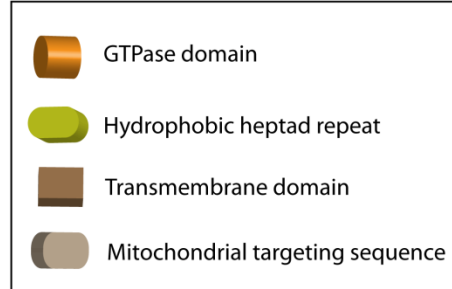 GTPase domain
Hydrophobic heptad repeat
Transmembrane domain
Mitochondrial targeting sequence